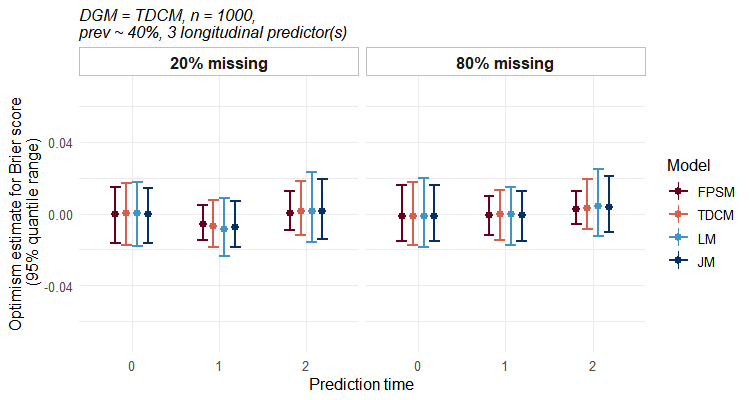 DGM = TDCM, n = 1000,
prev ~ 40%, 3 longitudinal predictor(s)
20% missing
80% missing
Optimism estimate for Brier score
(95% quantile range)
0.04
0.00
-0.04
0
1
2
0
1
2
Prediction time
Model
FPSM
TDCM
LM
JM